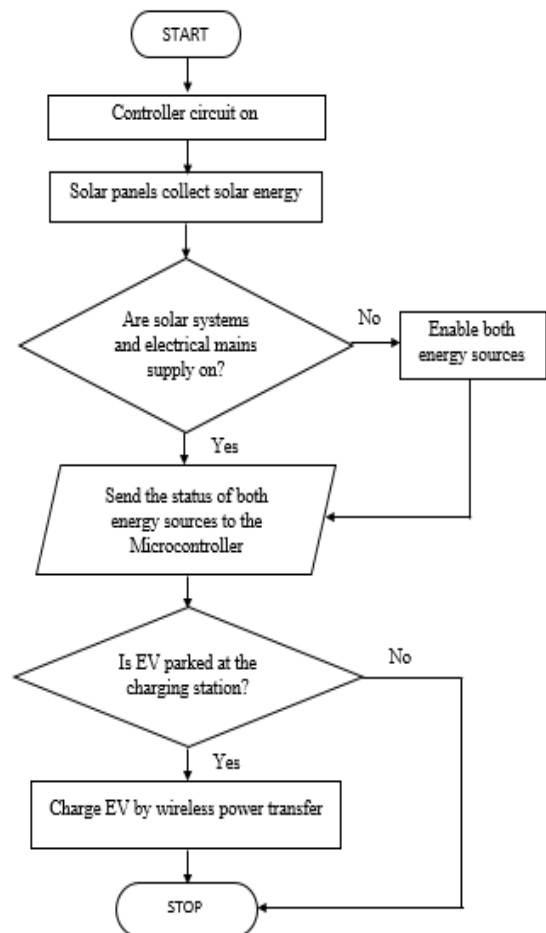 START
Controller circuit on
Solar panels collect solar energy
Are solar systems
and electrical mains
supply on?
No
Enable both
energy sources
Yes
Send the status of both
energy sources to the
Microcontroller
Is EV parked at the
charging station?
No
Yes
Charge EV by wireless power transfer
STOP